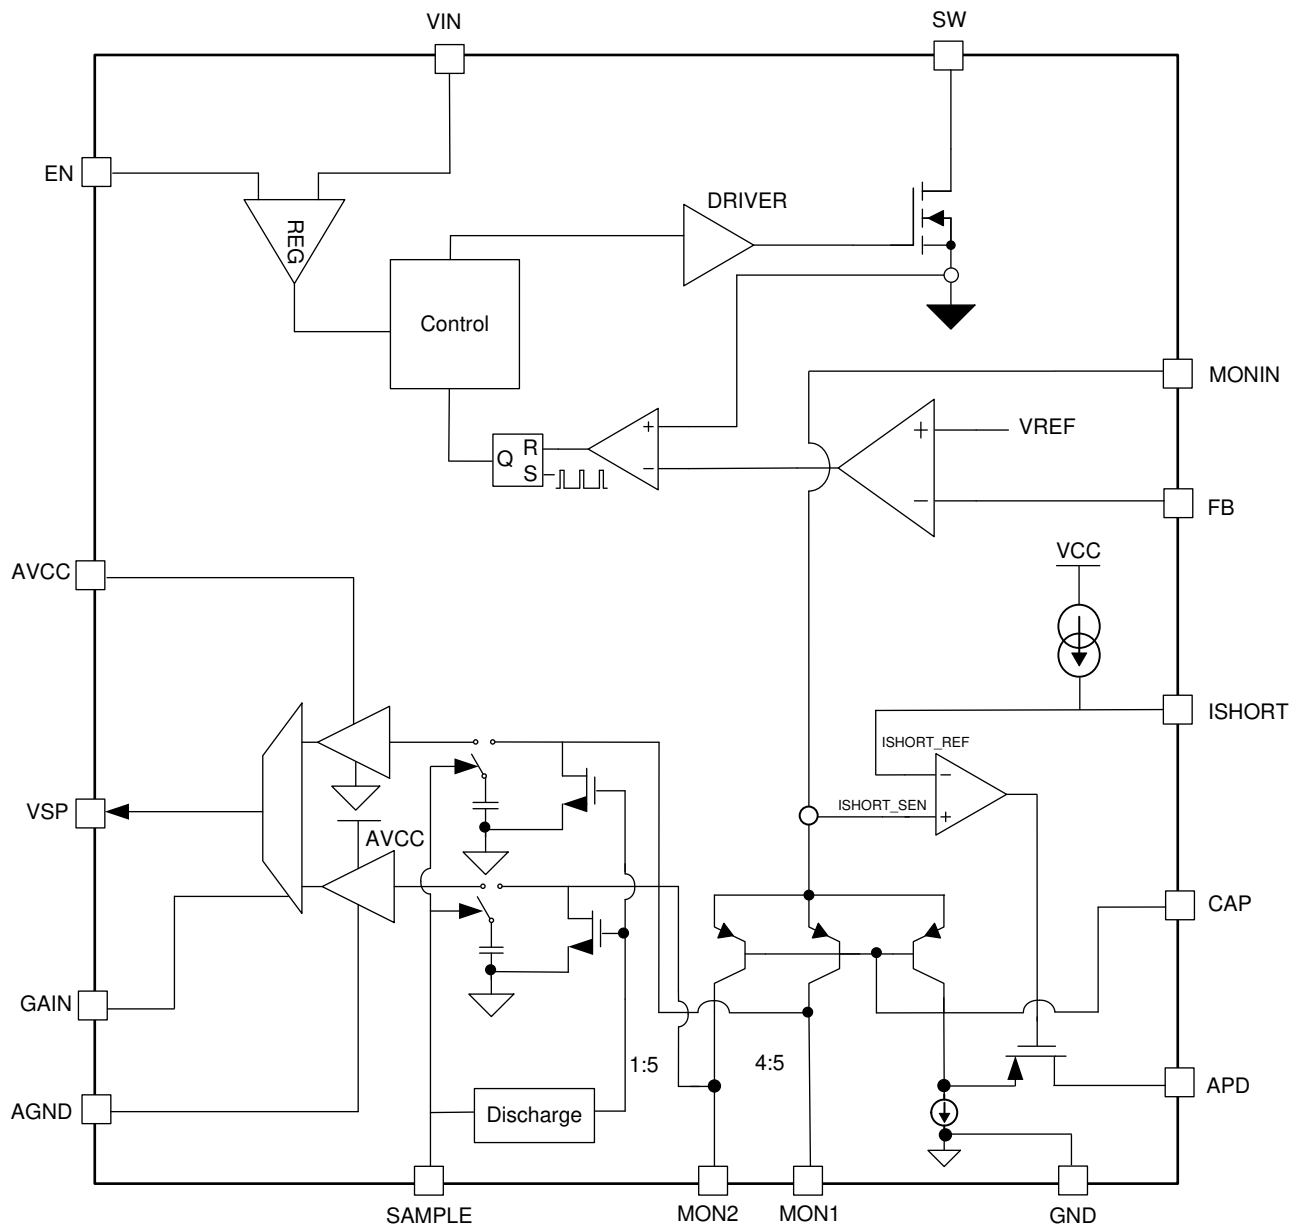 VIN
SW
EN
REG
DRIVER
Control
MONIN
+
VREF
+
−
R
Q
S
−
FB
VCC
AVCC
ISHORT
ISHORT_REF
−
VSP
ISHORT_SEN
+
AVCC
CAP
GAIN
1:5
4:5
APD
AGND
Discharge
SAMPLE
MON2
MON1
GND